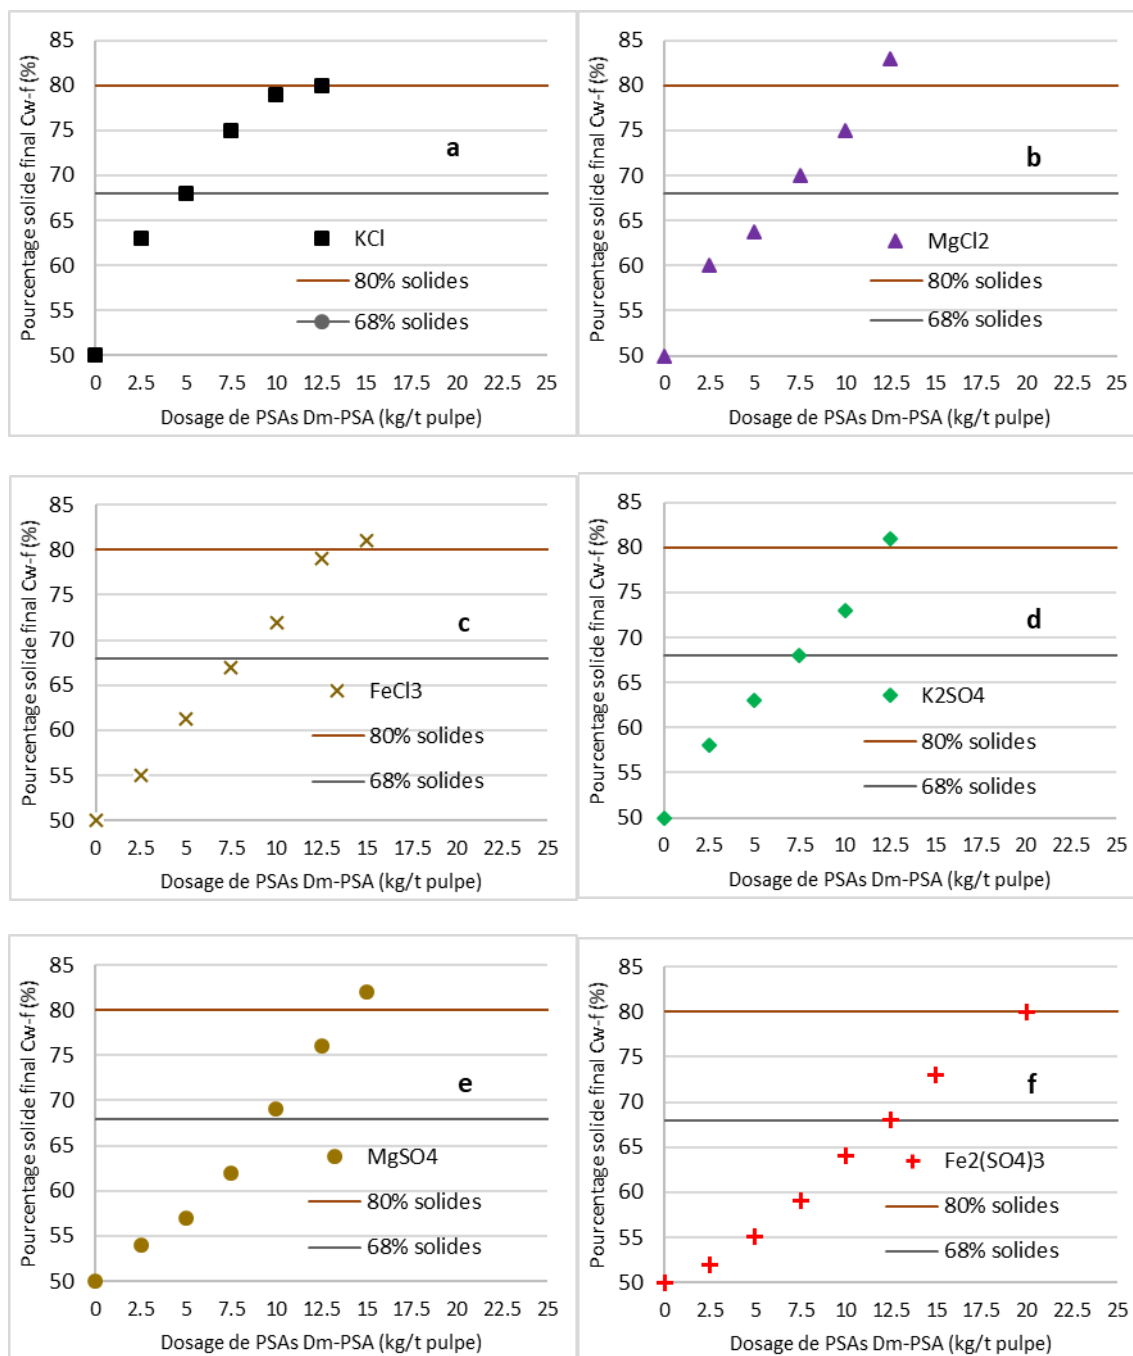 Pourcentage solide final Cw-f (%)
85
80
75
70
65
60
55
50
a
KCl
80% solides
68% solides
0 2.5 5 7.5 10 12.5 15 17.5 20 22.5 25
Dosage de PSAs Dm-PSA (kg/t pulpe)
Pourcentage solide final Cw-f (%)
85
80
75
70
65
60
55
50
b
MgCl2
80% solides
68% solides
0 2.5 5 7.5 10 12.5 15 17.5 20 22.5 25
Dosage de PSAs Dm-PSA (kg/t pulpe)
Pourcentage solide final Cw-f (%)
85
80
75
70
65
60
55
50
c
FeCl3
80% solides
68% solides
0 2.5 5 7.5 10 12.5 15 17.5 20 22.5 25
Dosage de PSAs Dm-PSA (kg/t pulpe)
Pourcentage solide final Cw-f (%)
85
80
75
70
65
60
55
50
d
K2SO4
80% solides
68% solides
0 2.5 5 7.5 10 12.5 15 17.5 20 22.5 25
Dosage de PSAs Dm-PSA (kg/t pulpe)
Pourcentage solide final Cw-f (%)
85
80
75
70
65
60
55
50
e
MgSO4
80% solides
68% solides
0 2.5 5 7.5 10 12.5 15 17.5 20 22.5 25
Dosage de PSAs Dm-PSA (kg/t pulpe)
Pourcentage solide final Cw-f (%)
85
80
75
70
65
60
55
50
f
Fe2(SO4)3
80% solides
68% solides
0 2.5 5 7.5 10 12.5 15 17.5 20 22.5 25
Dosage de PSAs Dm-PSA (kg/t pulpe)